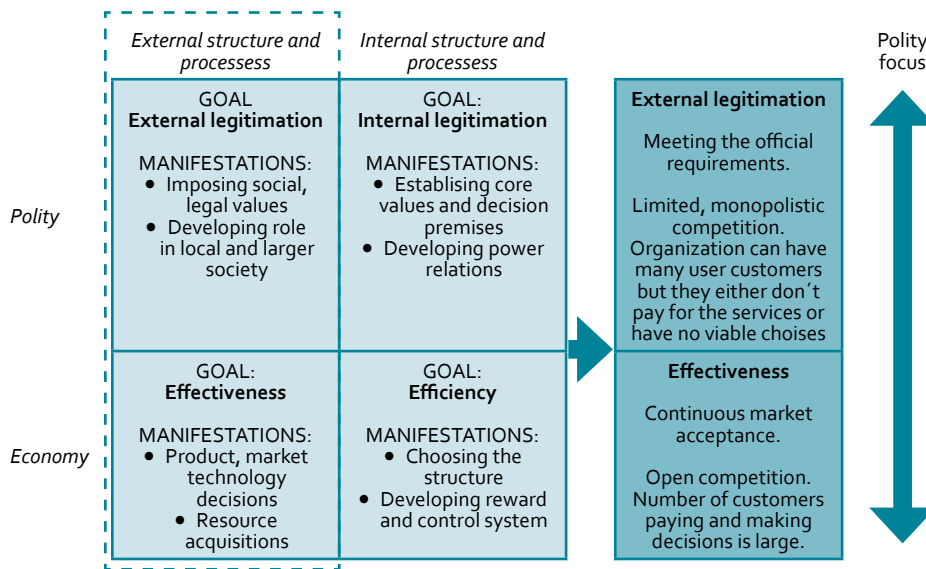 External structure and
processess
Internal structure and
processess
Polity
focus
Polity
GOAL
External legitimation
MANIFESTATIONS:
• Imposing social,
legal values
• Developing role
in local and larger
society
GOAL:
Internal legitimation
MANIFESTATIONS:
• Establising core
values and decision
premises
• Developing power
relations
External legitimation
Meeting the official
requirements.
Limited, monopolistic
competition.
Organization can have
many user customers
but they either don´t
pay for the services or
have no viable choises
Economy
GOAL:
Effectiveness
MANIFESTATIONS:
• Product, market
technology
decisions
• Resource
acquisitions
GOAL:
Efficiency
MANIFESTATIONS:
• Choosing the
structure
• Developing reward
and control system
Effectiveness
Continuous market
acceptance.
Open competition.
Number of customers
paying and making
decisions is large.